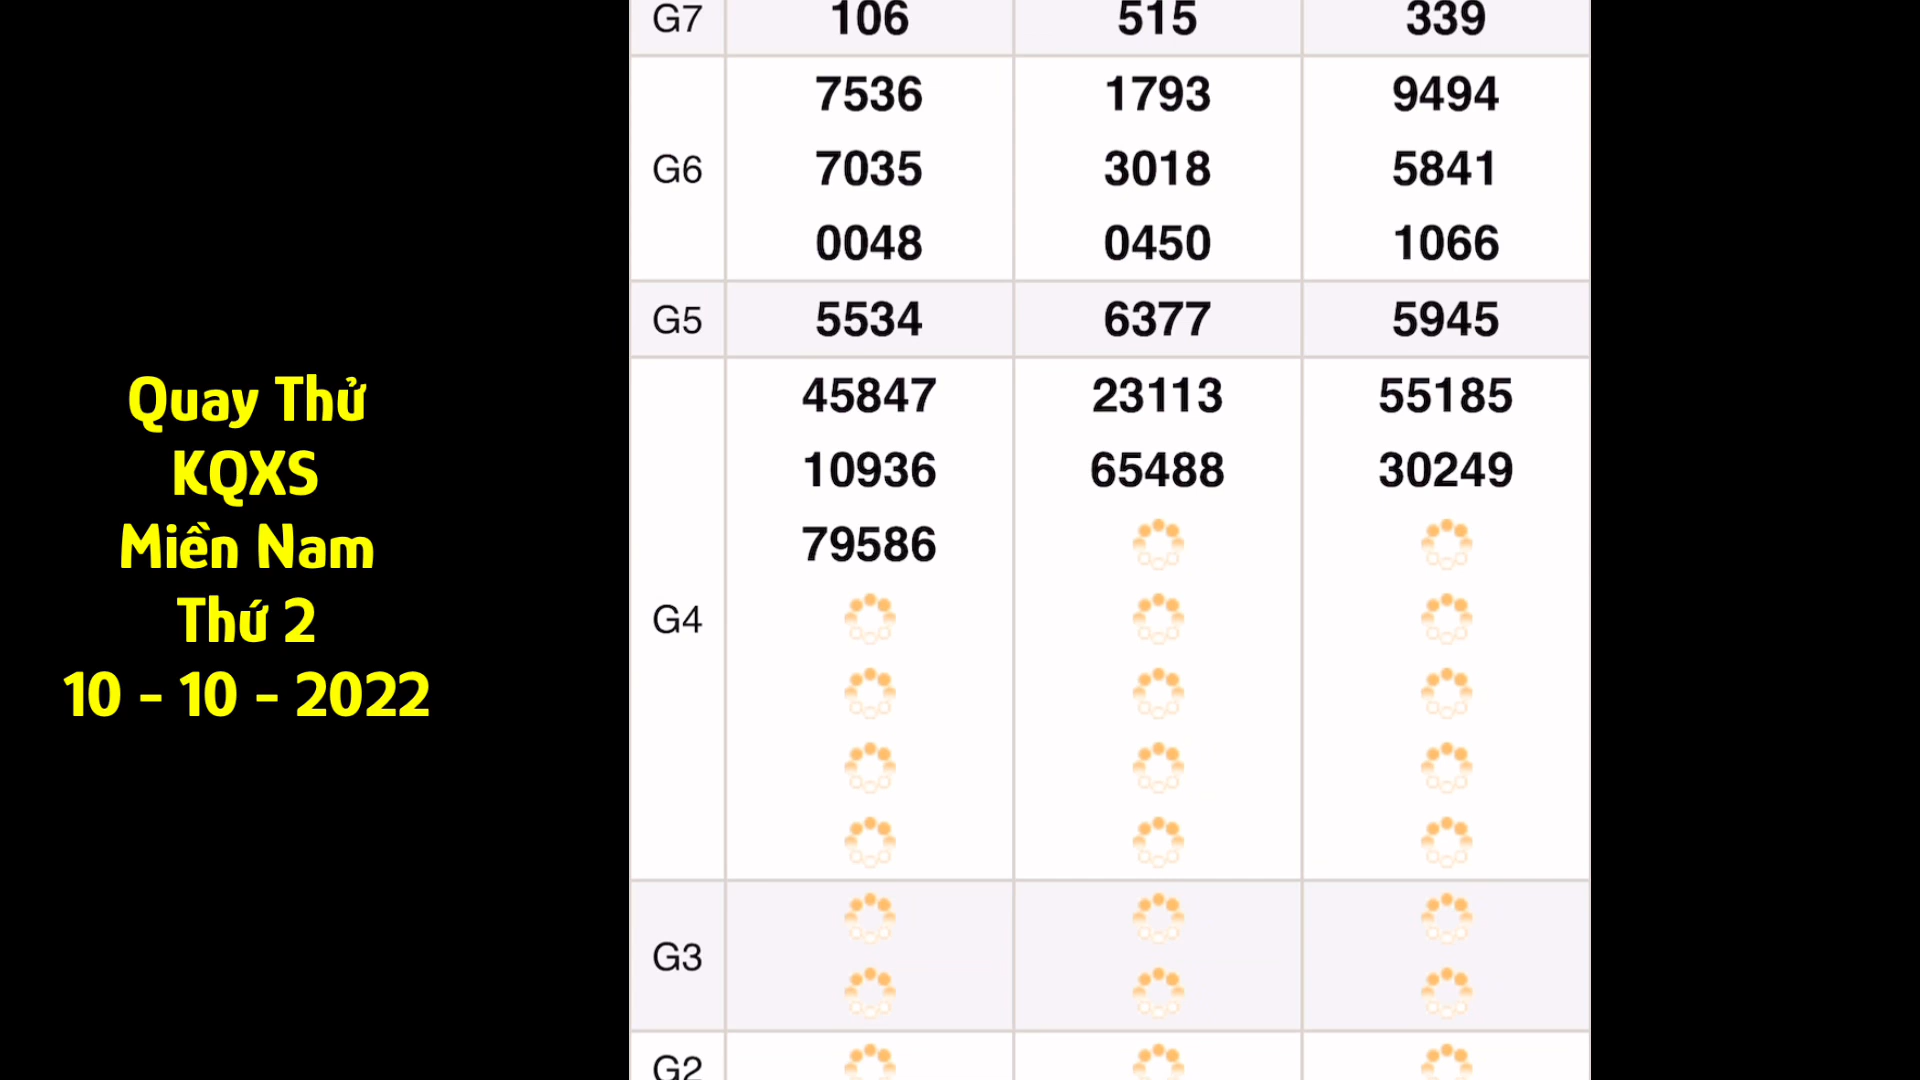 Quay Thử
KQXS
Miền Nam
Thứ 2
10 - 10 - 2022
G7 106 515 339
7536 1793 9494
G6 7035 3018 5841
0048 0450 1066
G5 5534 6377 5945
45847 23113 55185
10936 65488 30249
79586
G4
G3
G2